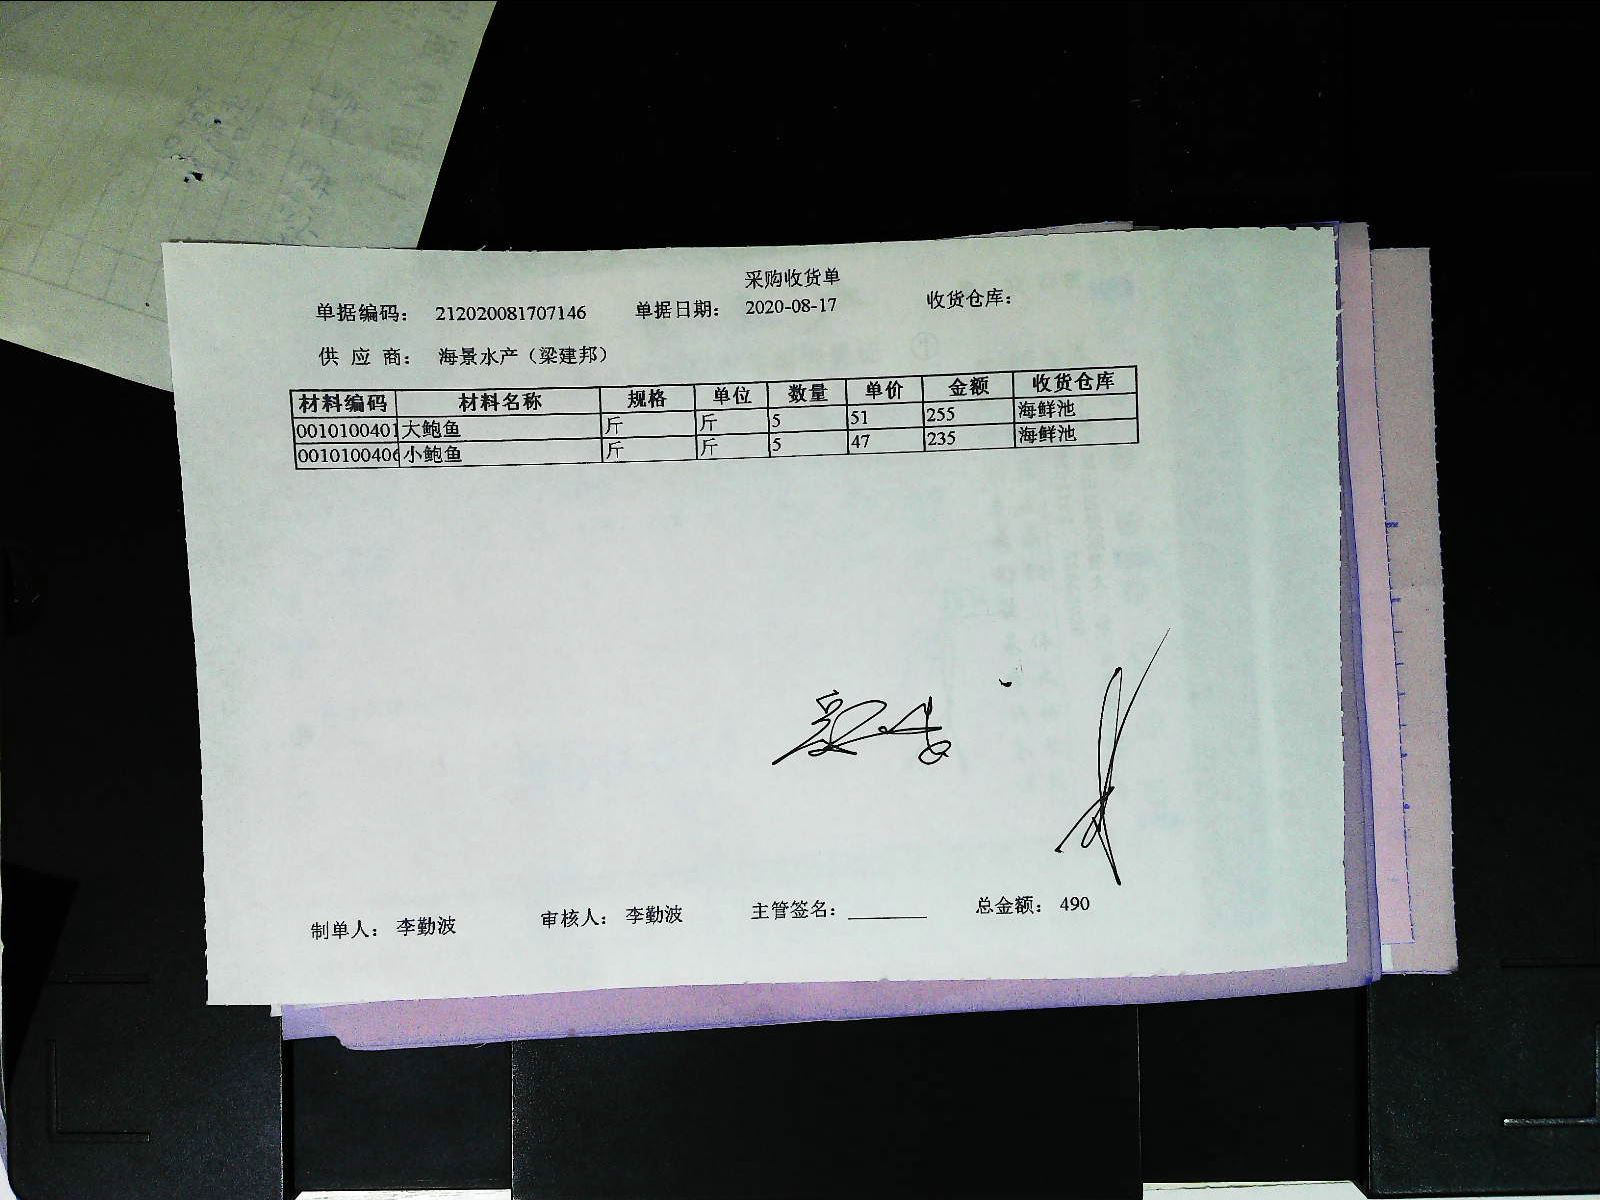 采购收货单
单据编码： 212020081707146 单据日期： 2020-08-17 收货仓库：
供 应 商： 海景水产（梁建邦）
材料编码 材料名称 规格 单位 数量 单价 金额 收货仓库
0010100401 大鲍鱼 斤 斤 5 51 255 海鲜池
0010100406 小鲍鱼 斤 斤 5 47 235 海鲜池
制单人： 李勤波 审核人： 李勤波 主管签名： 总金额： 490